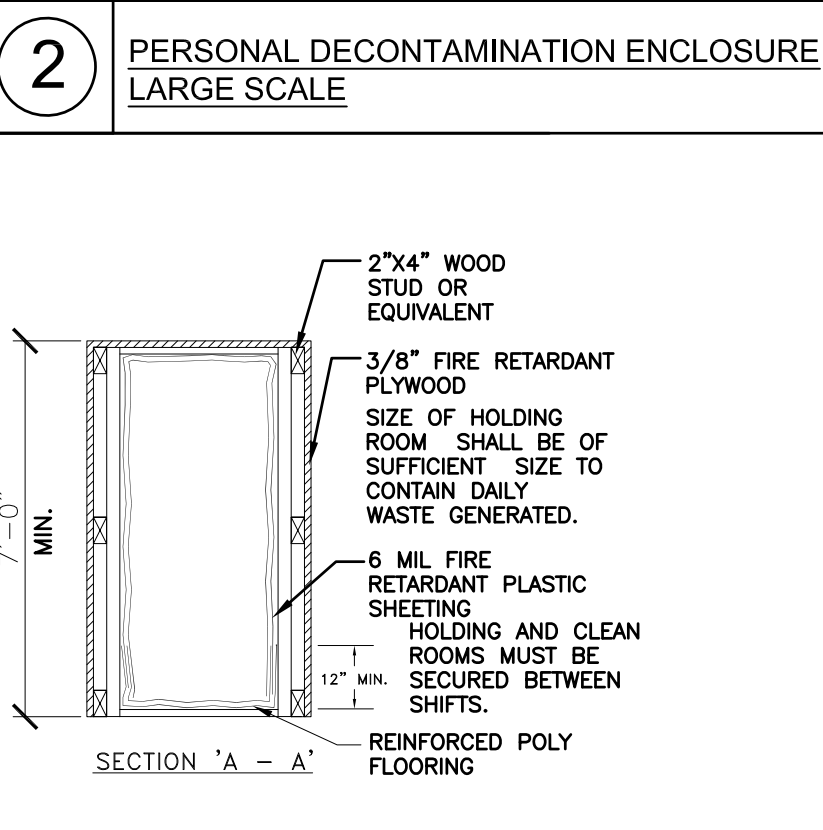 2
PERSONAL DECONTAMINATION ENCLOSURE
LARGE SCALE
2"X4" WOOD
STUD OR
EQUIVALENT
3/8" FIRE RETARDANT
PLYWOOD
SIZE OF HOLDING
ROOM SHALL BE OF
SUFFICIENT SIZE TO
CONTAIN DAILY
WASTE GENERATED.
7'-0"
MIN.
6 MIL FIRE
RETARDANT PLASTIC
SHEETING
HOLDING AND CLEAN
ROOMS MUST BE
SECURED BETWEEN
SHIFTS.
12" MIN.
REINFORCED POLY
FLOORING
SECTION 'A - A'